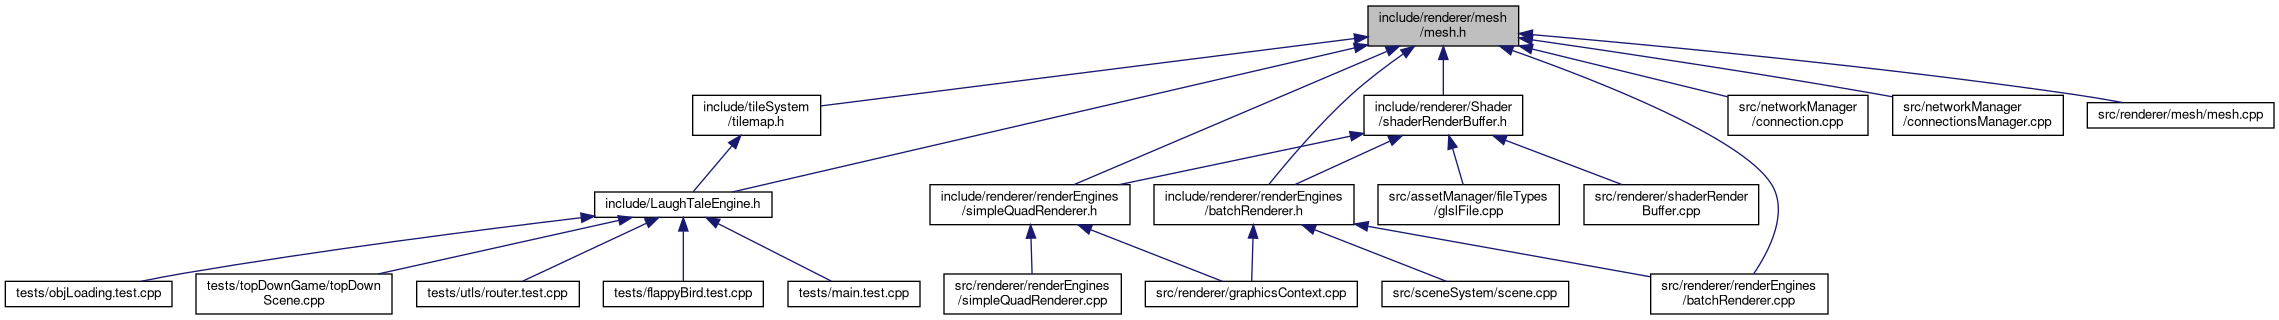 include/renderer/mesh
/mesh.h
include/tileSystem
/tilemap.h
include/renderer/Shader
/shaderRenderBuffer.h
src/networkManager
/connection.cpp
src/networkManager
/connectionsManager.cpp
src/renderer/mesh/mesh.cpp
include/LaughTaleEngine.h
include/renderer/renderEngines
/simpleQuadRenderer.h
include/renderer/renderEngines
/batchRenderer.h
src/assetManager/fileTypes
/glslFile.cpp
src/renderer/shaderRender
Buffer.cpp
tests/objLoading.test.cpp
tests/topDownGame/topDown
Scene.cpp
tests/utls/router.test.cpp
tests/flappyBird.test.cpp
tests/main.test.cpp
src/renderer/renderEngines
/simpleQuadRenderer.cpp
src/renderer/graphicsContext.cpp
src/sceneSystem/scene.cpp
src/renderer/renderEngines
/batchRenderer.cpp